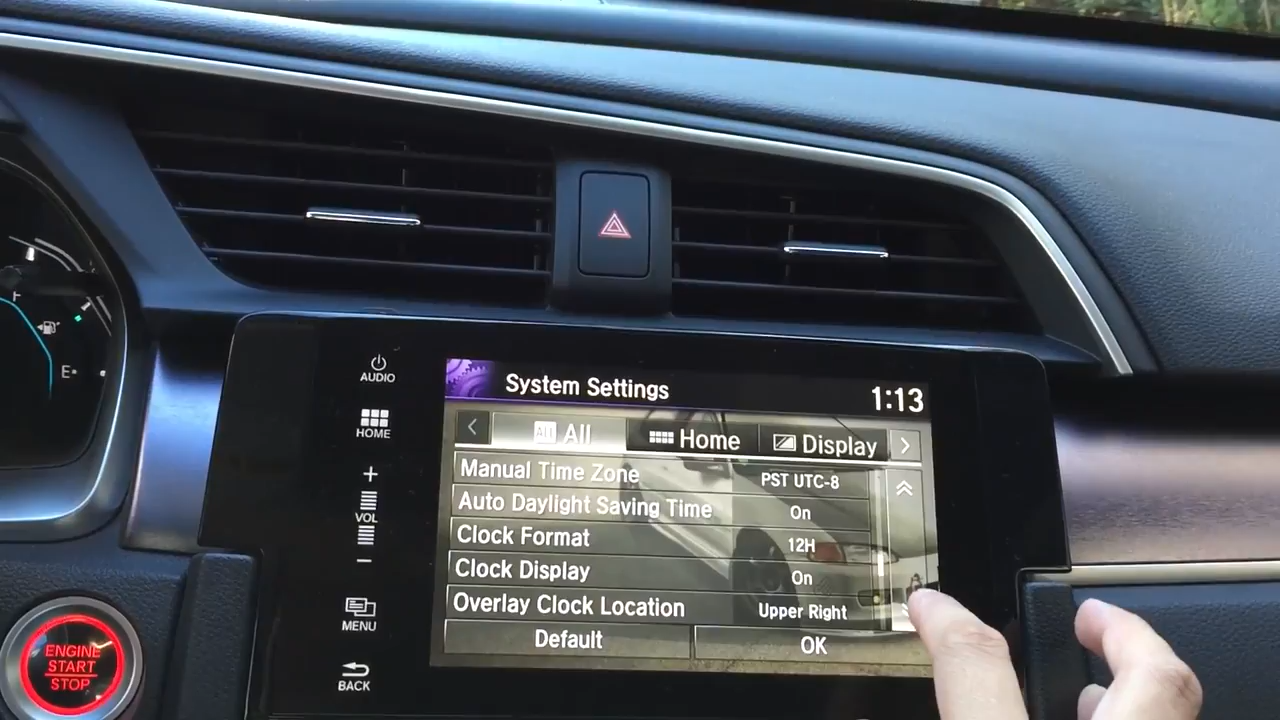 AUDIO
System Settings
1:13
HOME
ALL All
Home
Display
Manual Time Zone PST UTC-8
Auto Daylight Saving Time On
VOL
Clock Format 12H
Clock Display On
Overlay Clock Location Upper Right
Default OK
MENU
BACK
E
ENGINE
START
STOP